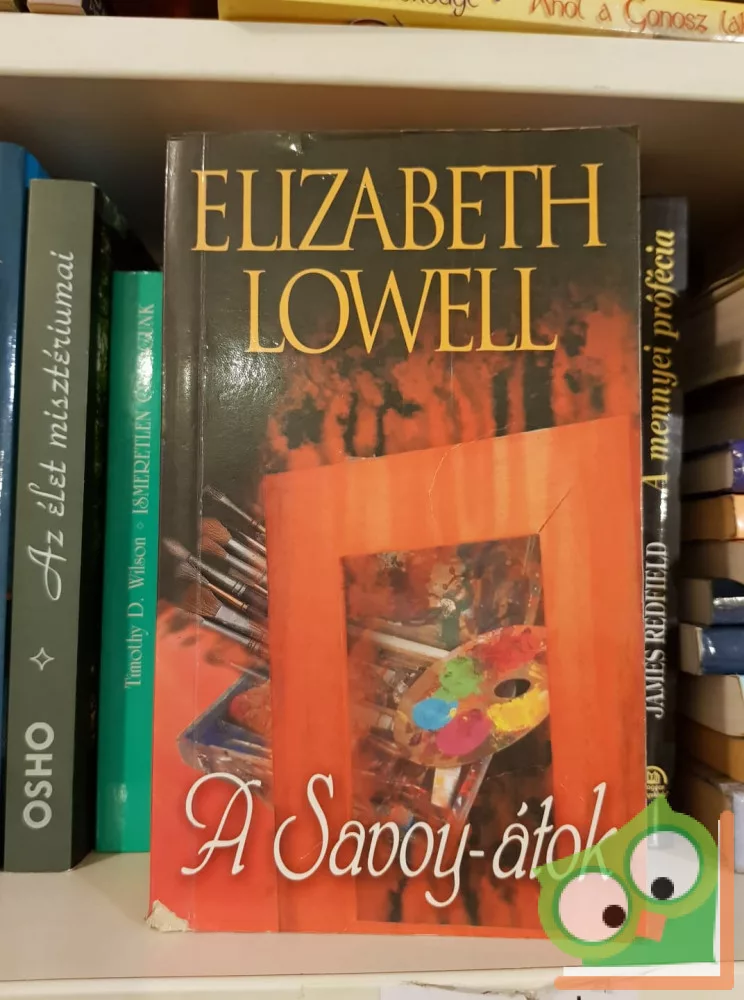 Ahol a Gonosz
ELIZABETH
LOWELL
A Savoy-átok
OSHO Az élet misztériumai
Timothy D. Wilson ISMERETLEN
JAMES REDFIELD A mennyei prófécia